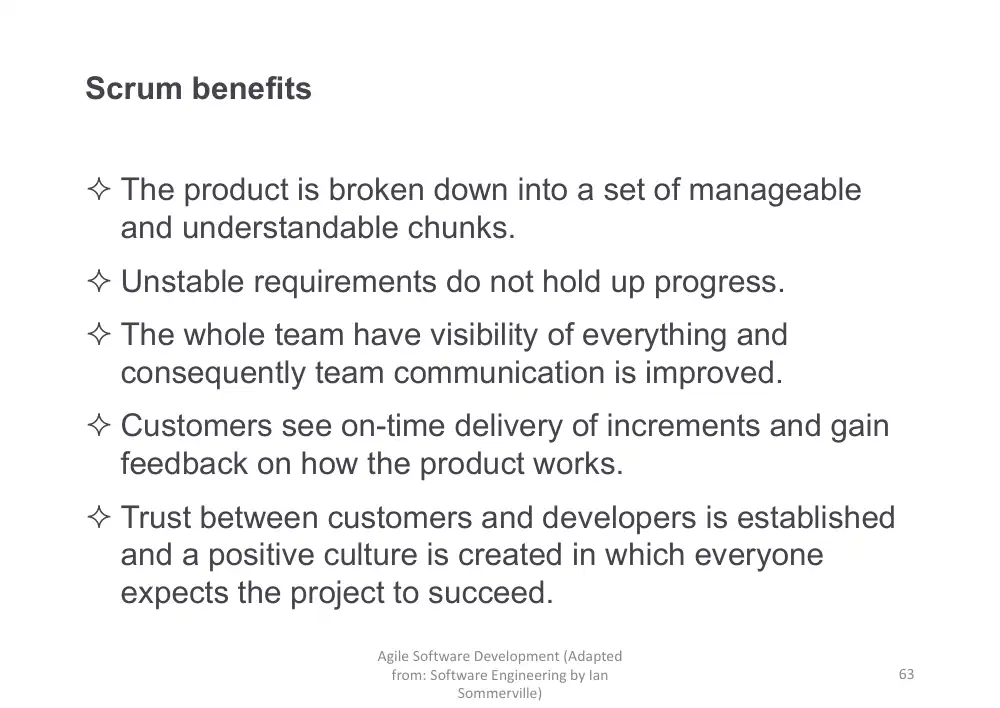 Scrum benefits
✧ The product is broken down into a set of manageable
and understandable chunks.
✧ Unstable requirements do not hold up progress.
✧ The whole team have visibility of everything and
consequently team communication is improved.
✧ Customers see on-time delivery of increments and gain
feedback on how the product works.
✧ Trust between customers and developers is established
and a positive culture is created in which everyone
expects the project to succeed.
Agile Software Development (Adapted
from: Software Engineering by Ian
Sommerville)
63